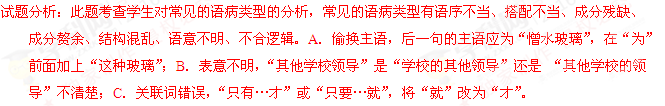 试题分析：此题考查学生对常见的语病类型的分析，常见的语病类型有语序不当、搭配不当、成分残缺、
成分赘余、结构混乱、语意不明、不合逻辑。A．偷换主语，后一句的主语应为“憎水玻璃”，在“为”
前面加上“这种玻璃”；B．表意不明，“其他学校领导”是“学校的其他领导”还是 “其他学校的领
导”不清楚；C．关联词错误，“只有…才”或“只要…就”，将“就”改为“才”。